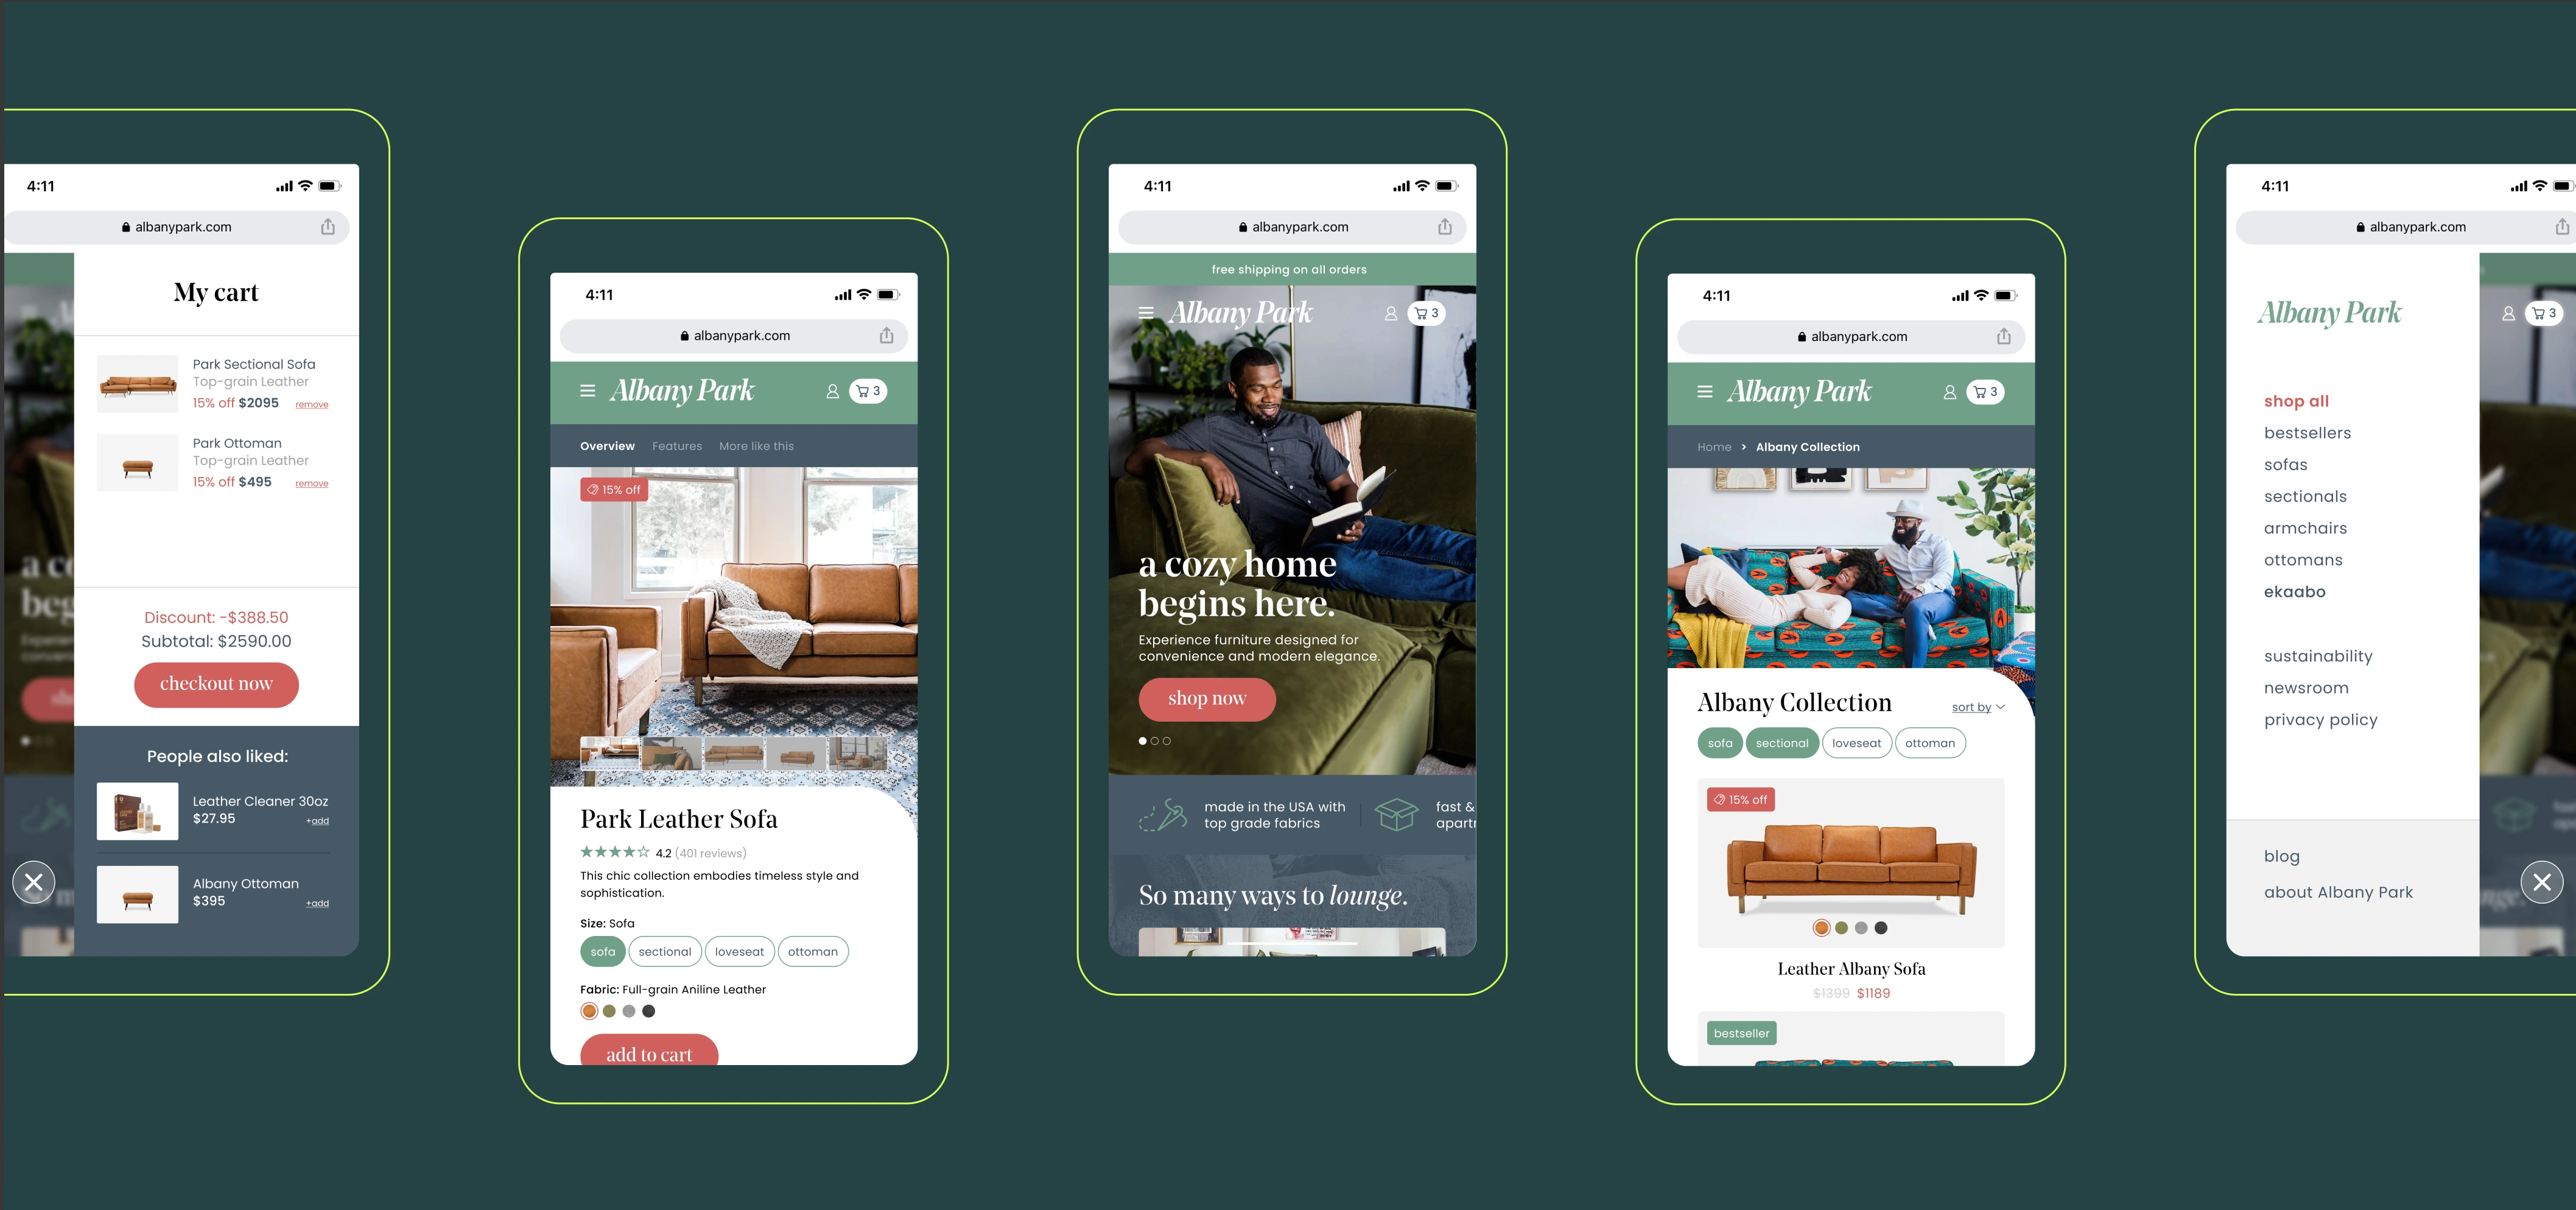 4:11
albanypark.com
My cart
Park Sectional Sofa
Top-grain Leather
15% off $2095 remove
Park Ottoman
Top-grain Leather
15% off $495 remove
Discount: -$388.50
Subtotal: $2590.00
checkout now
People also liked:
Leather Cleaner 30oz
$27.95 +add
Albany Ottoman
$395 +add
4:11
albanypark.com
Albany Park 3
Overview Features More like this
15% off
Park Leather Sofa
4.2 (401 reviews)
This chic collection embodies timeless style and
sophistication.
Size: Sofa
sofa sectional loveseat ottoman
Fabric: Full-grain Aniline Leather
add to cart
4:11
albanypark.com
free shipping on all orders
Albany Park 3
a cozy home
begins here.
Experience furniture designed for
convenience and modern elegance.
shop now
made in the USA with
top grade fabrics
fast &
So many ways to lounge.
4:11
albanypark.com
Albany Park 3
Home > Albany Collection
Albany Collection
sort by
sofa sectional loveseat ottoman
15% off
Leather Albany Sofa
$1399 $1189
bestseller
4:11
albanypark.com
Albany Park 3
shop all
bestsellers
sofas
sectionals
armchairs
ottomans
ekaabo
sustainability
newsroom
privacy policy
blog
about Albany Park